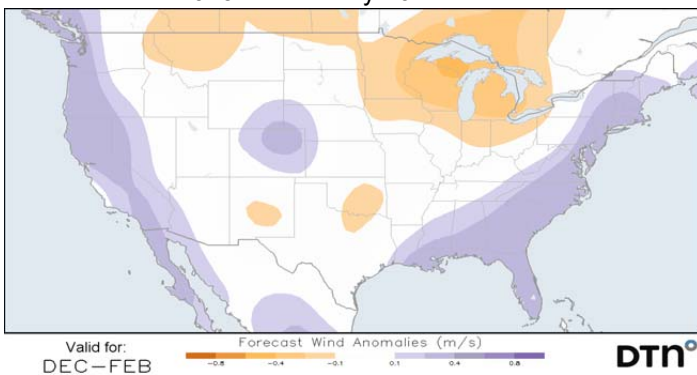 Valid for:
DEC-FEB
Forecast Wind Anomalies (m/s)
-0.8 -0.4 -0.1 0.1 0.4 0.8
DTN